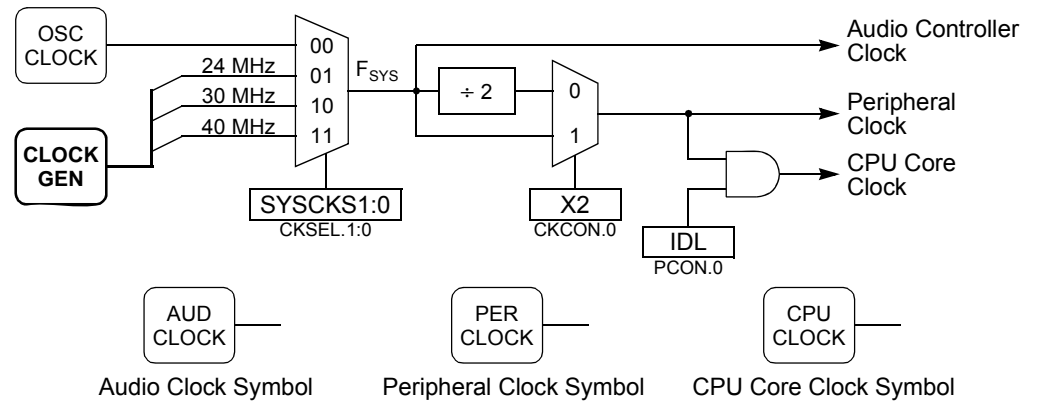 OSC
CLOCK
24 MHz
30 MHz
40 MHz
CLOCK
GEN
00
01
10
11
SYSCKS1:0
CKSEL.1:0
FSYS
÷ 2
0
1
X2
CKCON.0
IDL
PCON.0
Audio Controller
Clock
Peripheral
Clock
CPU Core
Clock
AUD
CLOCK
Audio Clock Symbol
PER
CLOCK
Peripheral Clock Symbol
CPU
CLOCK
CPU Core Clock Symbol